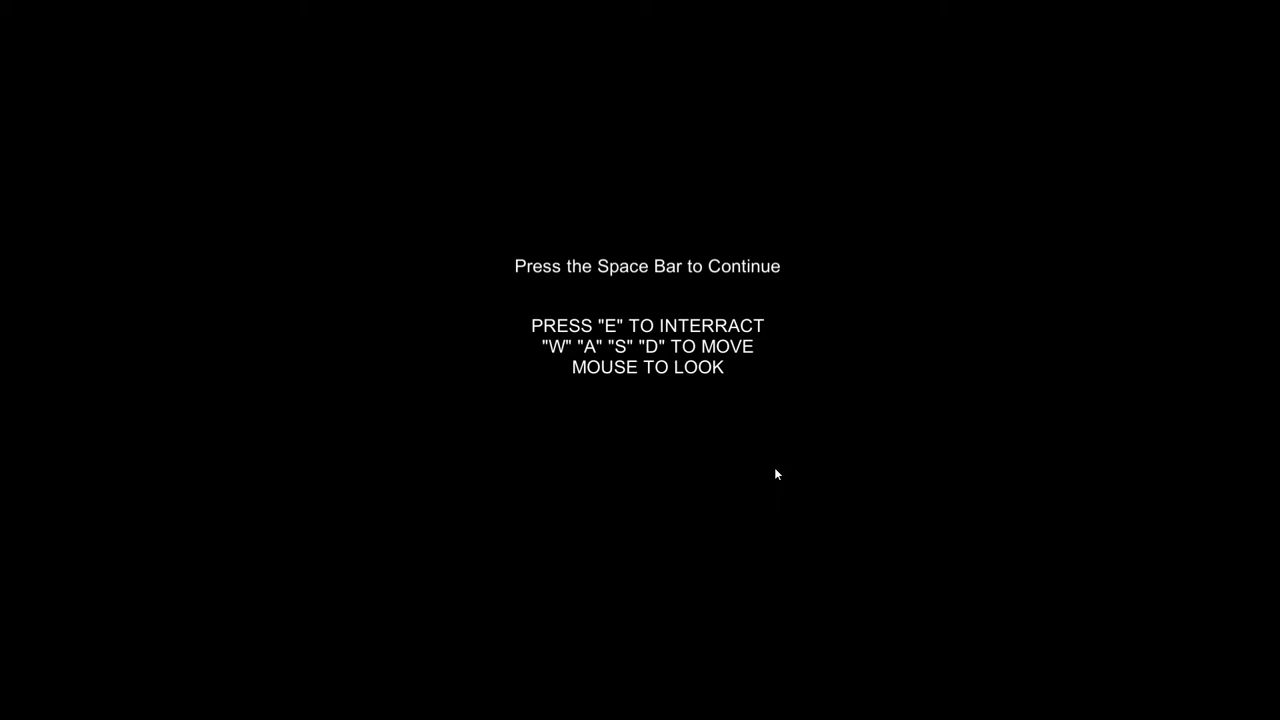 Press the Space Bar to Continue
PRESS "E" TO INTERRACT
"W" "A" "S" "D" TO MOVE
MOUSE TO LOOK